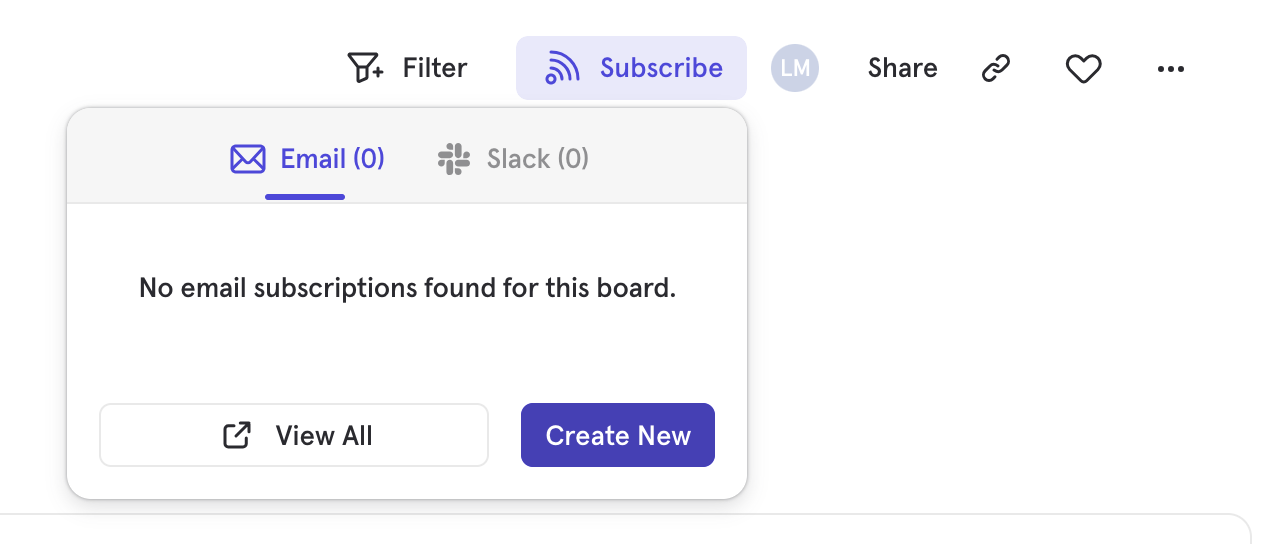 Filter Subscribe LM Share
Email (0) Slack (0)
No email subscriptions found for this board.
View All Create New